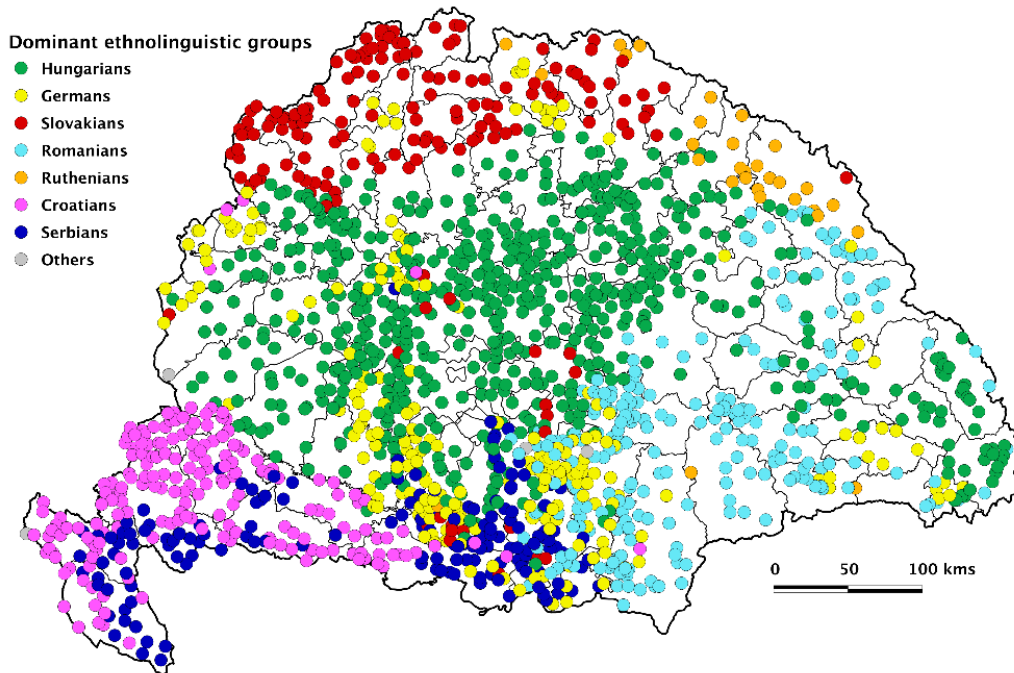 Dominant ethnolinguistic groups
Hungarians
Germans
Slovakians
Romanians
Ruthenians
Croatians
Serbians
Others
0 50 100 kms